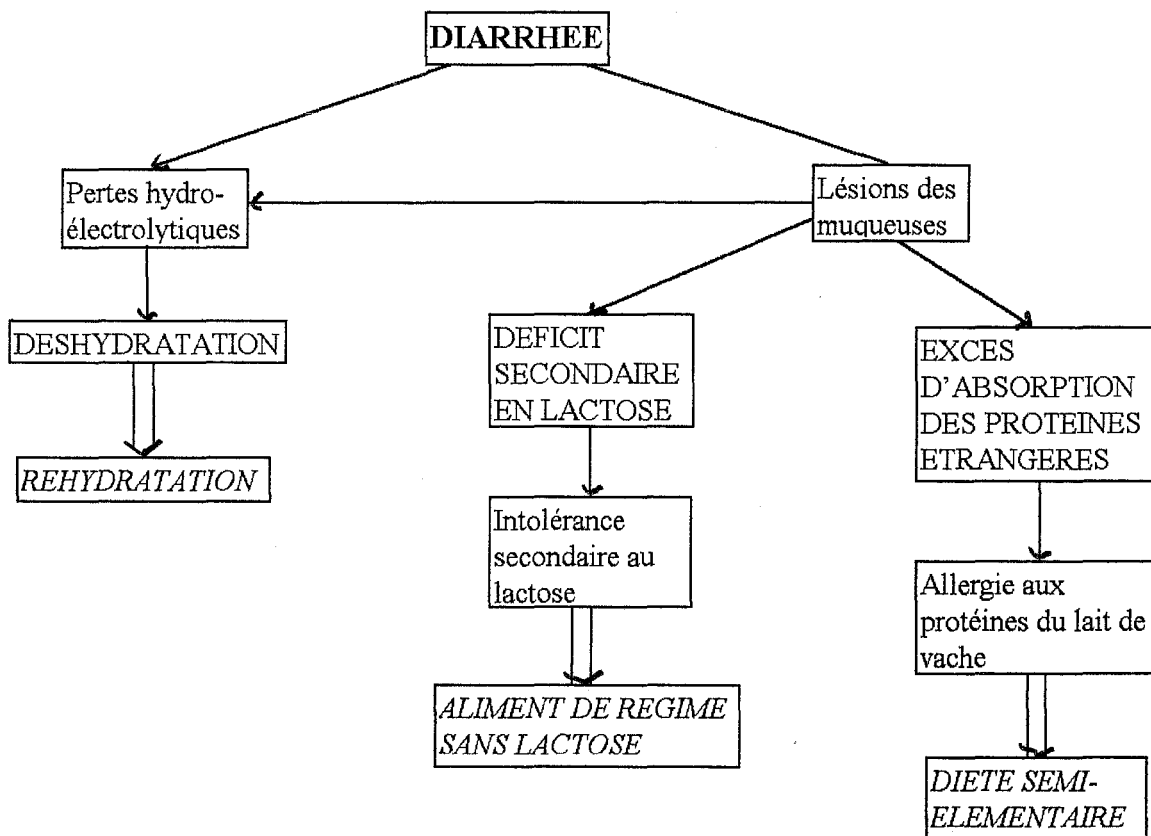 DIARRHEE
Pertes hydro-
électrolytiques
Lésions des
muqueuses
DESHYDRATATION
REHYDRATATION
DEFICIT
SECONDAIRE
EN LACTOSE
Intolérance
secondaire au
lactose
ALIMENT DE REGIME
SANS LACTOSE
EXCES
D'ABSORPTION
DES PROTEINES
ETRANGERES
Allergie aux
protéines du lait de
vache
DIETE SEMI-
ELEMENTAIRE